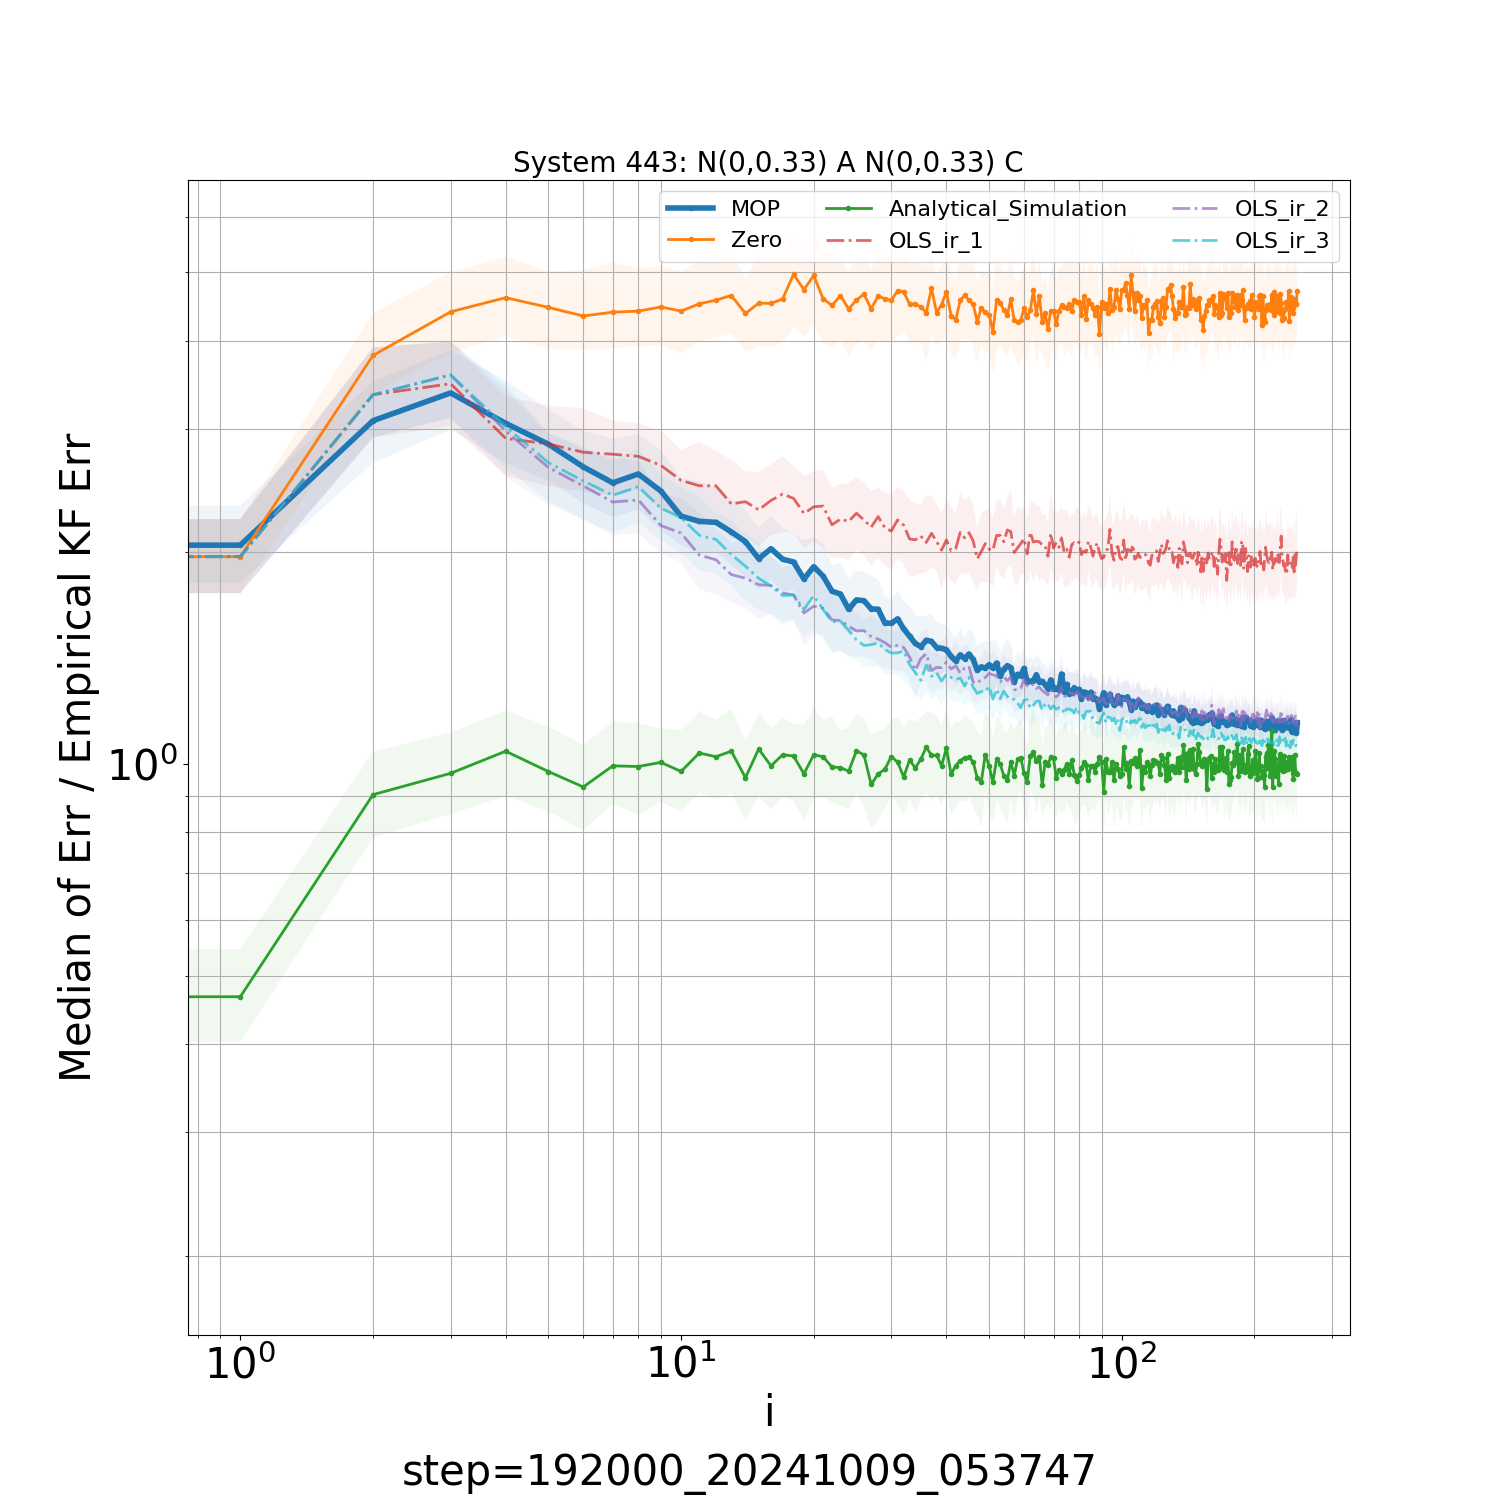 System 443: N(0,0.33) A N(0,0.33) C
MOP
Zero
Analytical_Simulation
OLS_ir_1
OLS_ir_2
OLS_ir_3
Median of Err / Empirical KF Err
10⁰
10⁰
10¹
10²
i
step=192000_20241009_053747